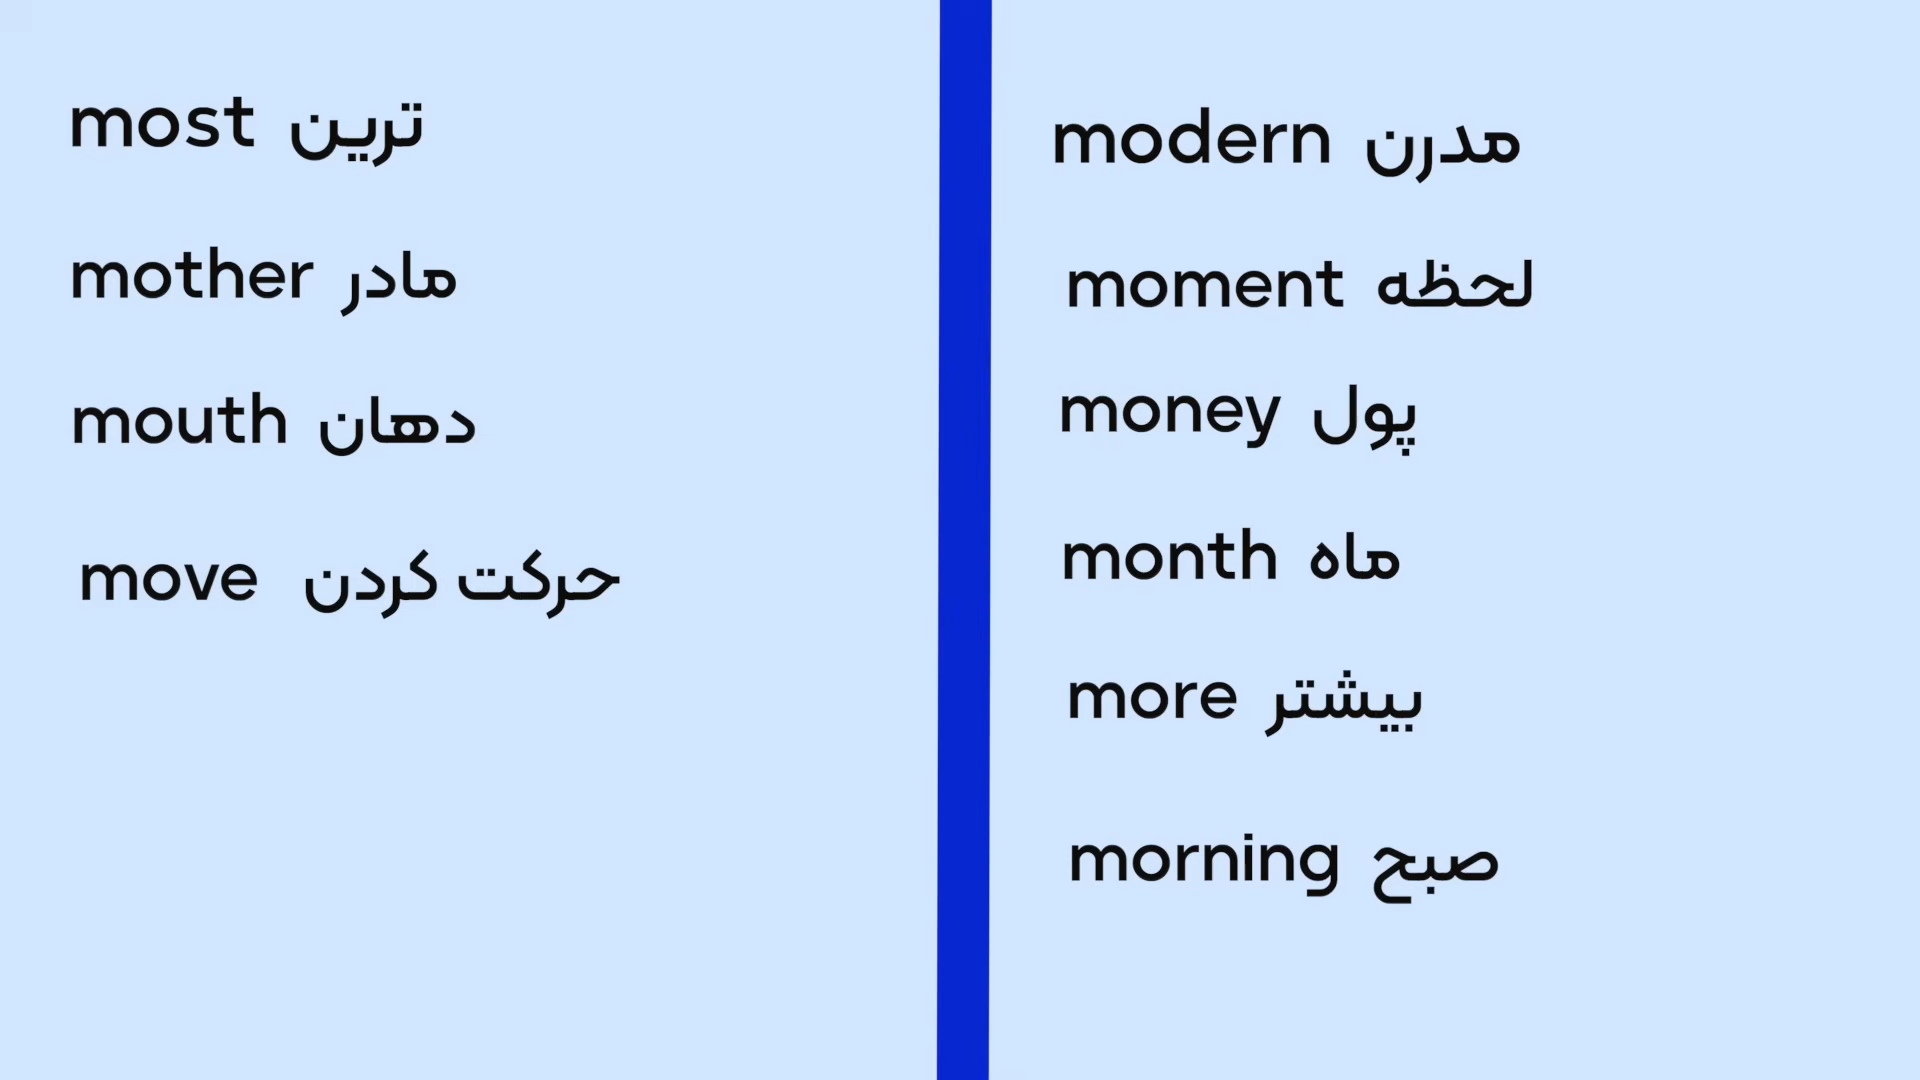 most ترین
mother مادر
mouth دهان
move حرکت کردن
modern مدرن
moment لحظه
money پول
month ماه
more بیشتر
morning صبح